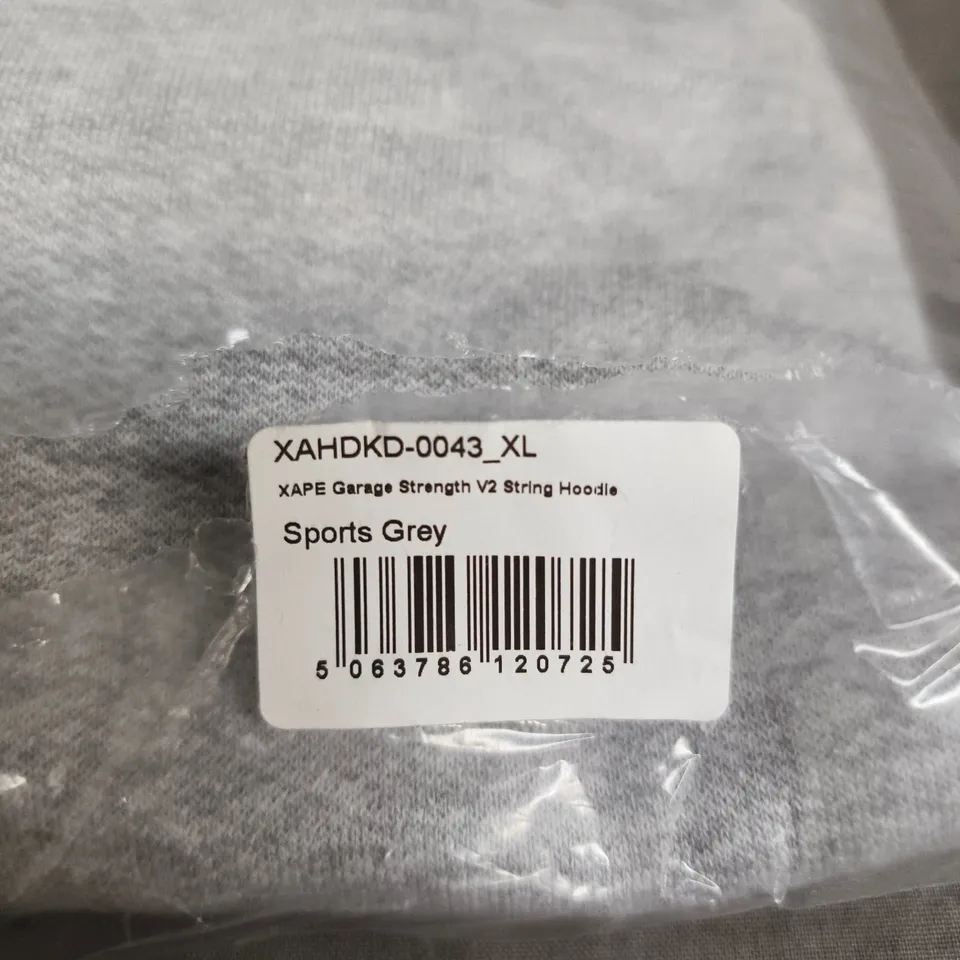 XAHDKD-0043_XL
XAPE Garage Strength V2 String Hoodie
Sports Grey
5 063786 120725